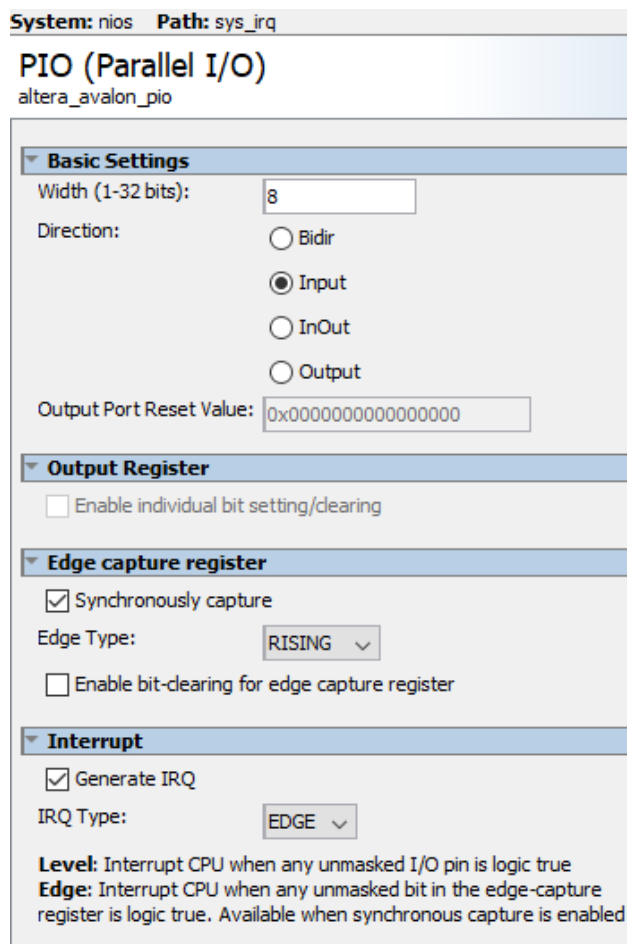 System: nios Path: sys_irq
PIO (Parallel I/O)
altera_avalon_pio
Basic Settings
Width (1-32 bits): 8
Direction: Bidir
Input
InOut
Output
Output Port Reset Value: 0x0000000000000000
Output Register
Enable individual bit setting/clearing
Edge capture register
Synchronously capture
Edge Type: RISING
Enable bit-clearing for edge capture register
Interrupt
Generate IRQ
IRQ Type: EDGE
Level: Interrupt CPU when any unmasked I/O pin is logic true
Edge: Interrupt CPU when any unmasked bit in the edge-capture
register is logic true. Available when synchronous capture is enabled